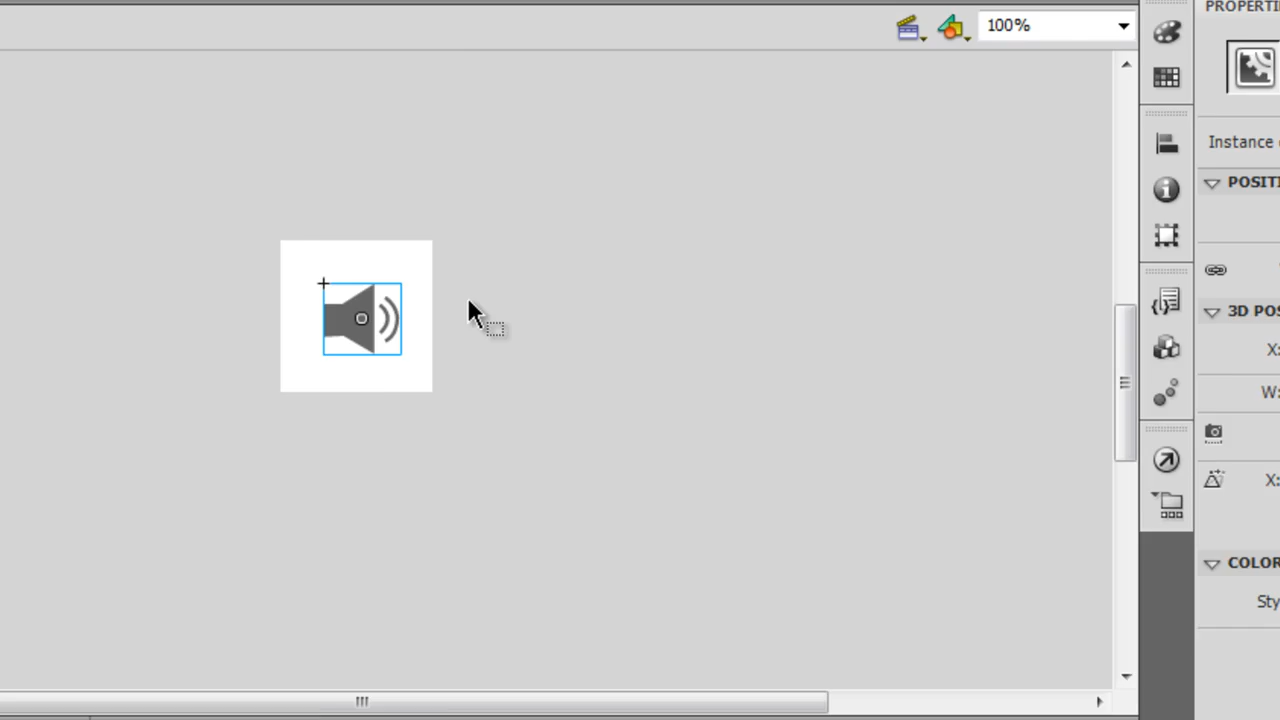 PROPERTI
100%
Instance
POSITI
3D POS
X:
W:
X:
COLOR
Sty